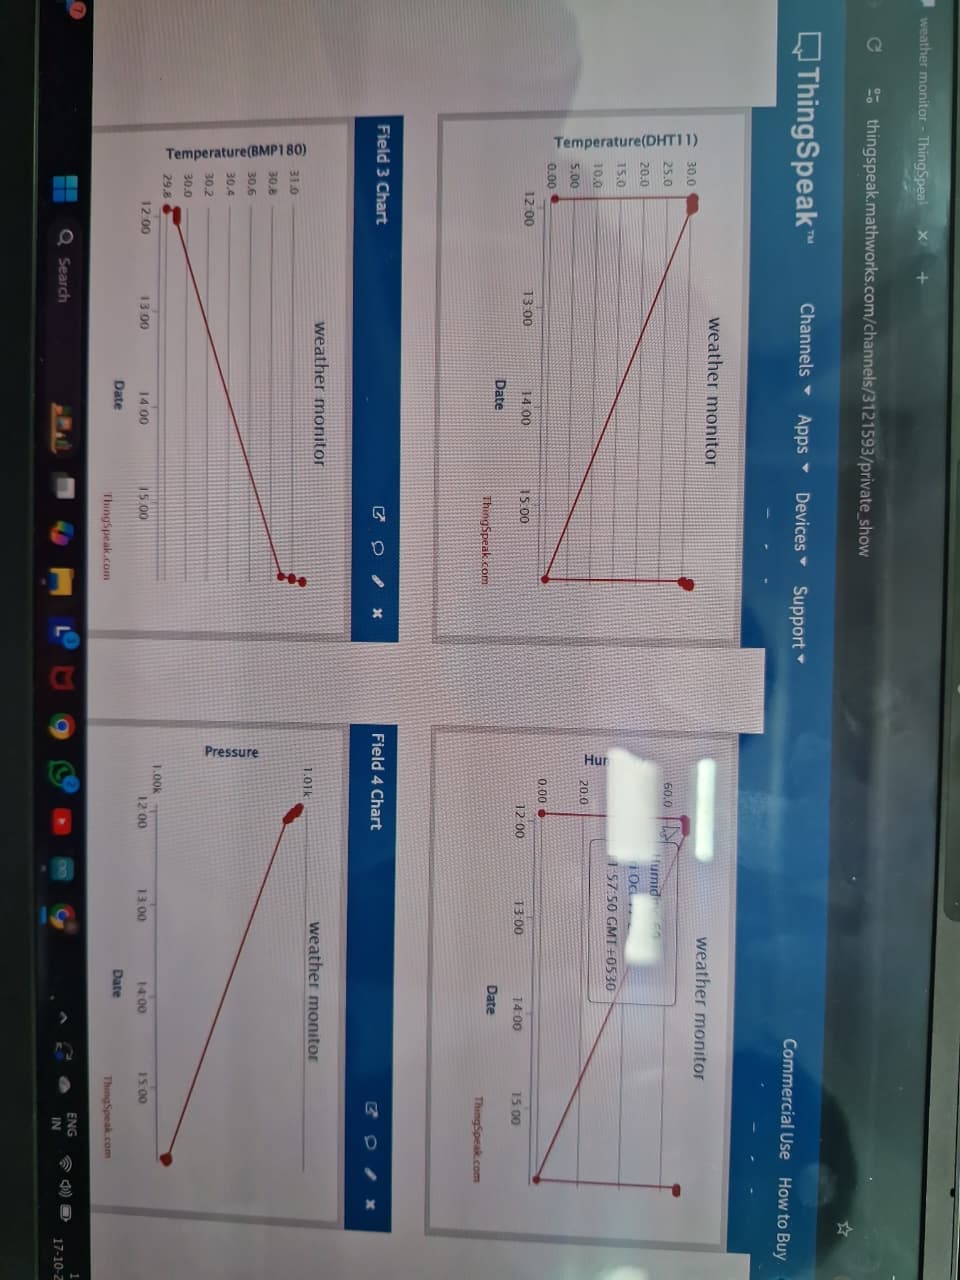 weather monitor - ThingSpeak
thingspeak.mathworks.com/channels/3121593/private_show
ThingSpeak™
Channels Apps Devices Support Commercial Use How to Buy
weather monitor
Temperature(DHT11)
30.0
25.0
20.0
15.0
10.0
5.00
0.00
12:00 13:00 14:00 15:00
Date
ThingSpeak.com
weather monitor
60.0
20.0
0.00
57:50 GMT+0530
12:00 13:00 14:00 15:00
Date
ThingSpeak.com
Field 3 Chart
weather monitor
Temperature(BMP180)
31.0
30.8
30.6
30.4
30.2
30.0
29.8
12:00 13:00 14:00 15:00
Date
ThingSpeak.com
Field 4 Chart
weather monitor
Pressure
1.01k
1.00k
12:00 13:00 14:00 15:00
Date
ThingSpeak.com
Search
ENG
IN